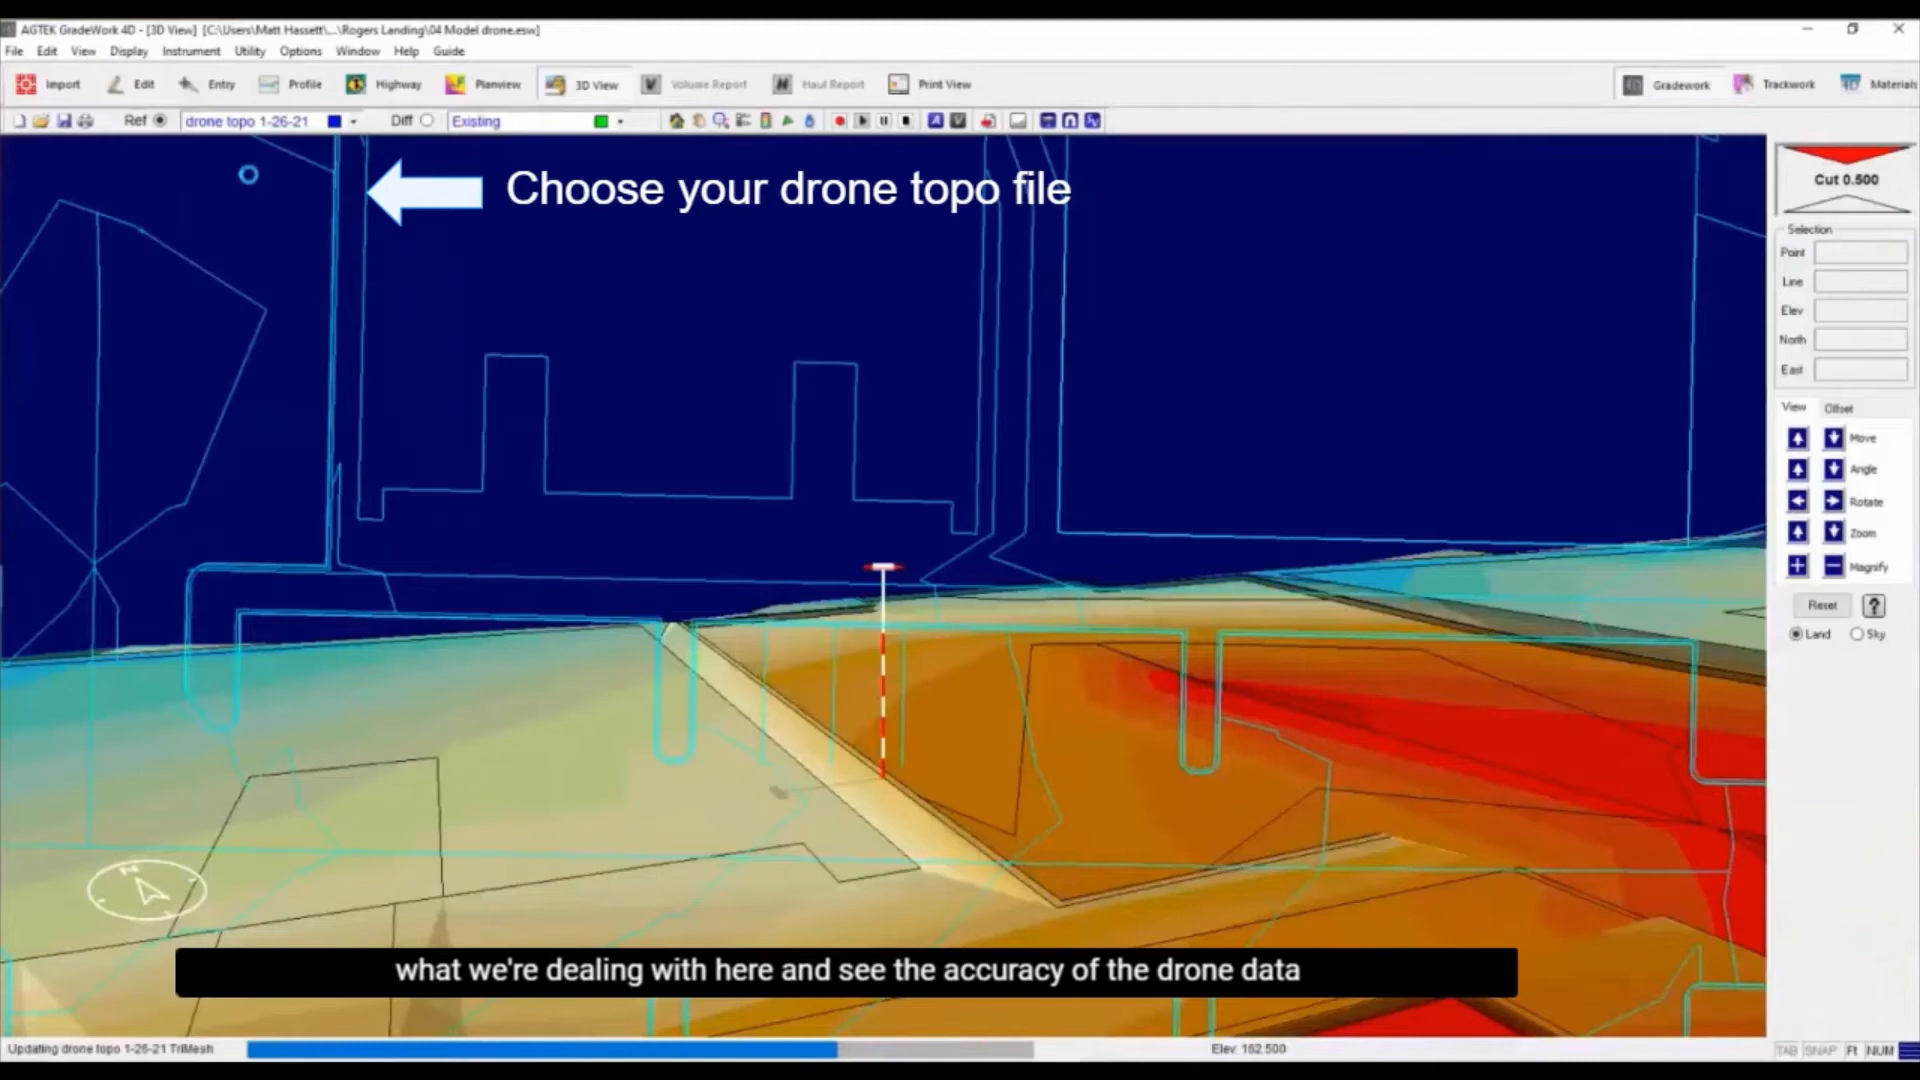 AGTEK GradeWork 4D - [3D View]  [C:\Users\Matt Hassett\...\Rogers Landing\04 Model drone.esw]
File Edit View Display Instrument Utility Options Window Help Guide
Import Edit Entry Profile Highway Planview 3D View Volume Report Haul Report Print View Gradework Trackwork Materials
Ref drone topo 1-26-21 Diff Existing
Choose your drone topo file
Cut 0.500
Selection
Point
Line
Elev
North
East
View Offset
Move
Angle
Rotate
Zoom
Magnify
Reset ?
Land Sky
N
what we're dealing with here and see the accuracy of the drone data
Updating drone topo 1-26-21 TriMesh Elev: 162.500 TAB SNAP Ft NUM